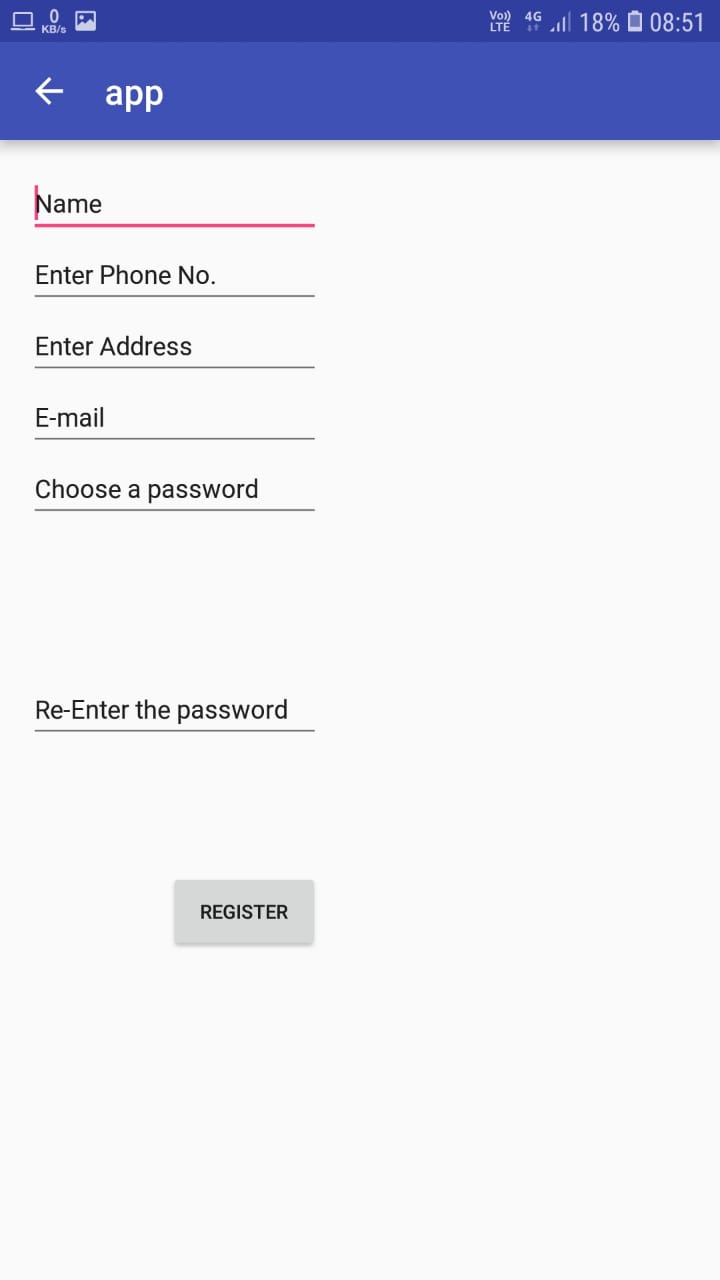 0 KB/s Vo)) LTE 4G 18% 08:51
app
Name
Enter Phone No.
Enter Address
E-mail
Choose a password
Re-Enter the password
REGISTER